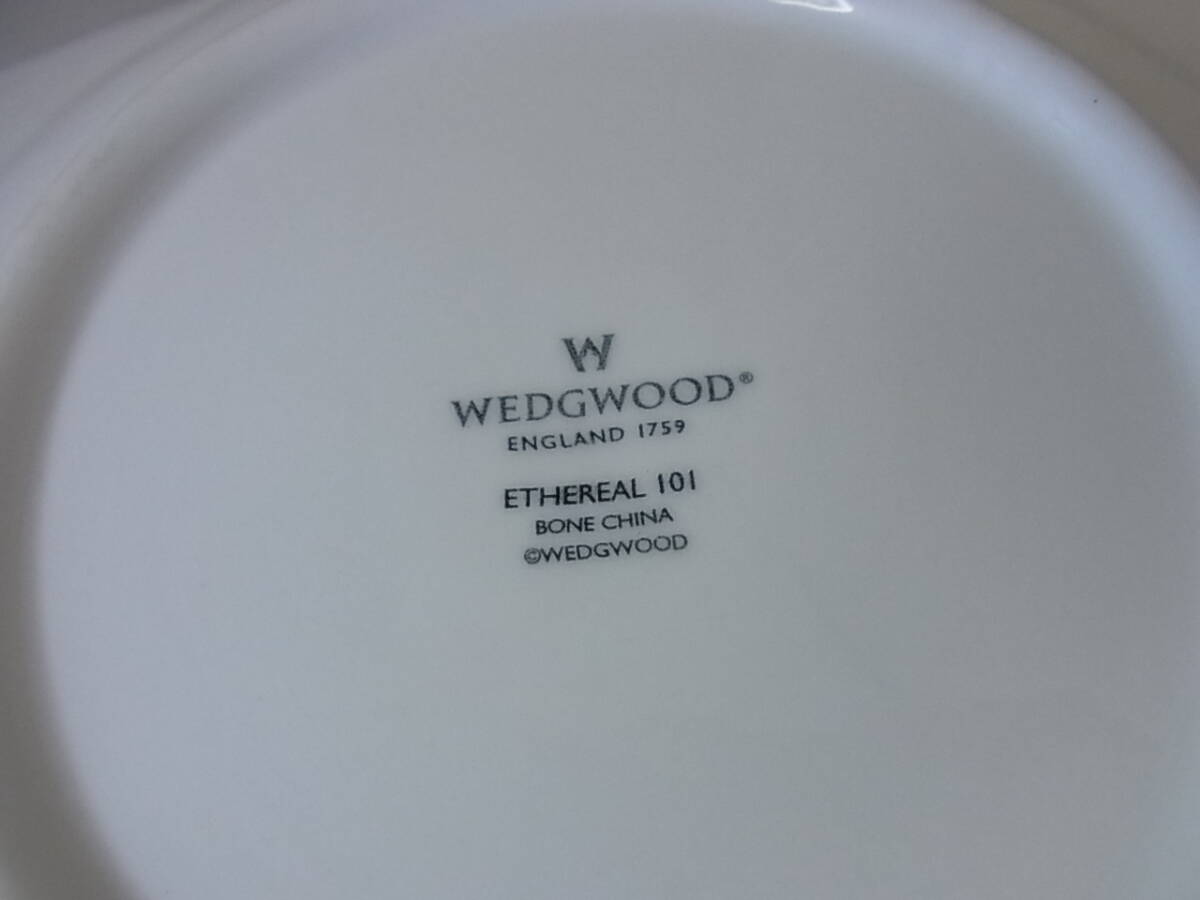 W
WEDGWOOD®
ENGLAND 1759
ETHEREAL 101
BONE CHINA
©WEDGWOOD